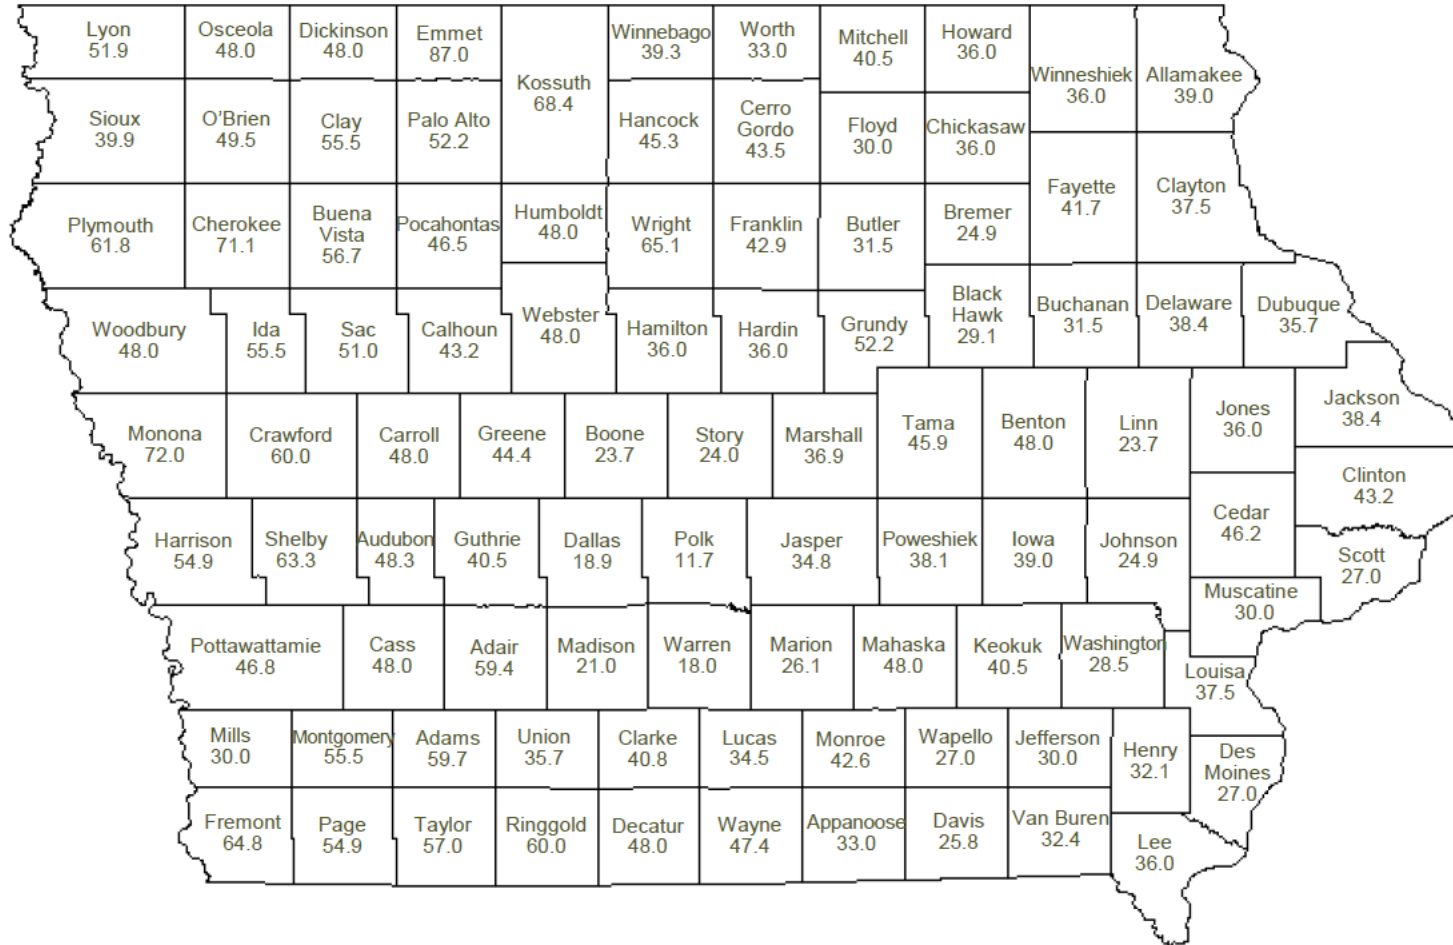 Lyon
51.9
Osceola
48.0
Dickinson
48.0
Emmet
87.0
Kossuth
68.4
Winnebago
39.3
Worth
33.0
Mitchell
40.5
Howard
36.0
Winneshiek
36.0
Allamakee
39.0
Sioux
39.9
O'Brien
49.5
Clay
55.5
Palo Alto
52.2
Hancock
45.3
Cerro
Gordo
43.5
Floyd
30.0
Chickasaw
36.0
Fayette
41.7
Clayton
37.5
Plymouth
61.8
Cherokee
71.1
Buena
Vista
56.7
Pocahontas
46.5
Humboldt
48.0
Wright
65.1
Franklin
42.9
Butler
31.5
Bremer
24.9
Woodbury
48.0
Ida
55.5
Sac
51.0
Calhoun
43.2
Webster
48.0
Hamilton
36.0
Hardin
36.0
Grundy
52.2
Black
Hawk
29.1
Buchanan
31.5
Delaware
38.4
Dubuque
35.7
Monona
72.0
Crawford
60.0
Carroll
48.0
Greene
44.4
Boone
23.7
Story
24.0
Marshall
36.9
Tama
45.9
Benton
48.0
Linn
23.7
Jones
36.0
Jackson
38.4
Clinton
43.2
Cedar
46.2
Harrison
54.9
Shelby
63.3
Audubon
48.3
Guthrie
40.5
Dallas
18.9
Polk
11.7
Jasper
34.8
Poweshiek
38.1
Iowa
39.0
Johnson
24.9
Scott
27.0
Muscatine
30.0
Pottawattamie
46.8
Cass
48.0
Adair
59.4
Madison
21.0
Warren
18.0
Marion
26.1
Mahaska
48.0
Keokuk
40.5
Washington
28.5
Louisa
37.5
Mills
30.0
Montgomery
55.5
Adams
59.7
Union
35.7
Clarke
40.8
Lucas
34.5
Monroe
42.6
Wapello
27.0
Jefferson
30.0
Henry
32.1
Des
Moines
27.0
Fremont
64.8
Page
54.9
Taylor
57.0
Ringgold
60.0
Decatur
48.0
Wayne
47.4
Appanoose
33.0
Davis
25.8
Van Buren
32.4
Lee
36.0